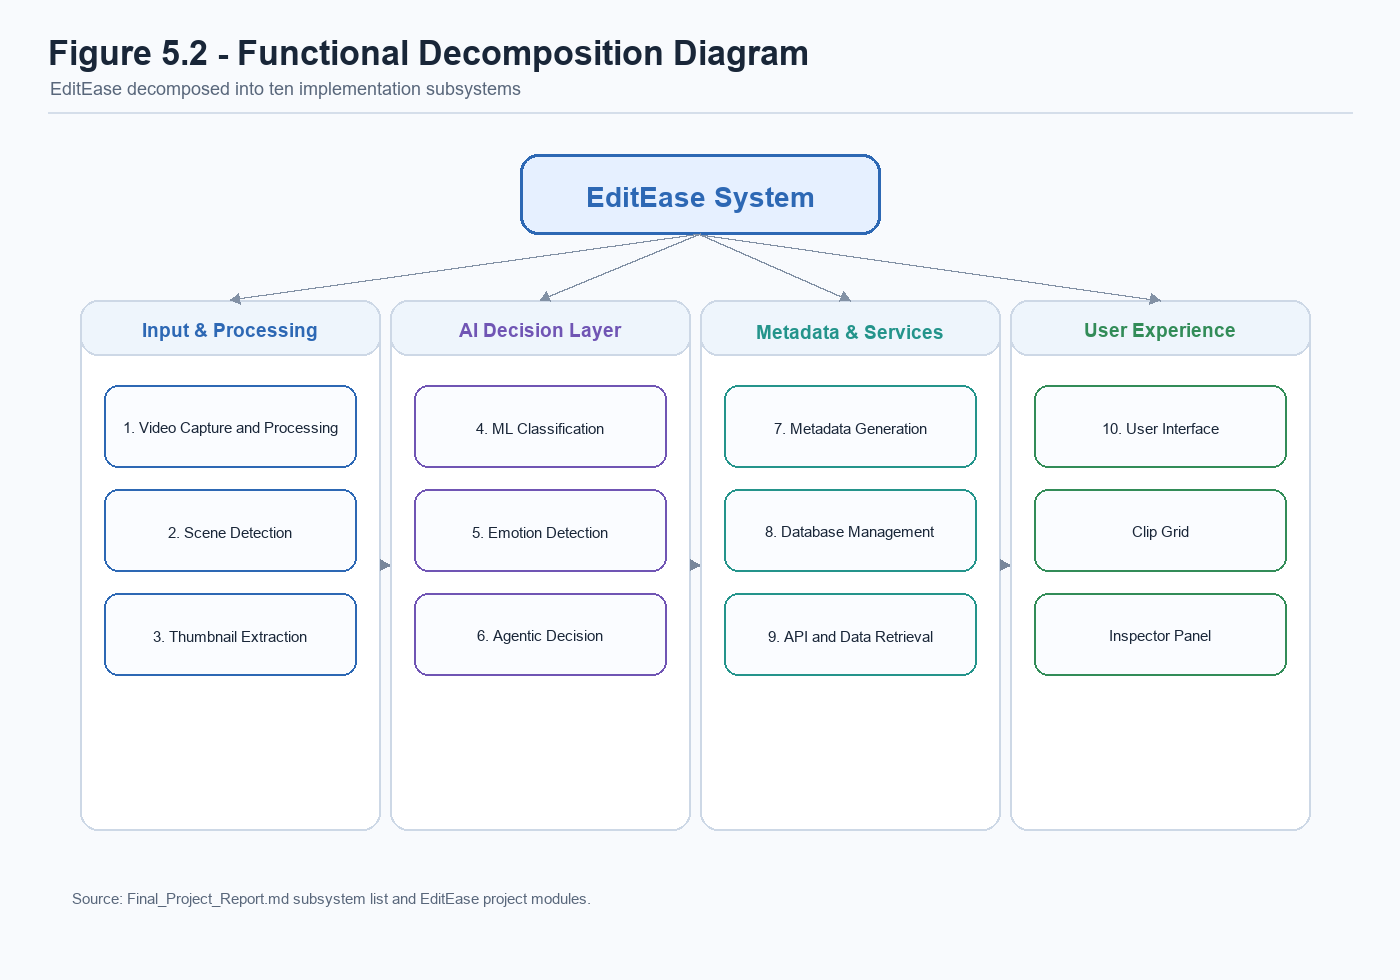 Figure 5.2 - Functional Decomposition Diagram
EditEase decomposed into ten implementation subsystems
EditEase System
Input & Processing
1. Video Capture and Processing
2. Scene Detection
3. Thumbnail Extraction
AI Decision Layer
4. ML Classification
5. Emotion Detection
6. Agentic Decision
Metadata & Services
7. Metadata Generation
8. Database Management
9. API and Data Retrieval
User Experience
10. User Interface
Clip Grid
Inspector Panel
Source: Final_Project_Report.md subsystem list and EditEase project modules.